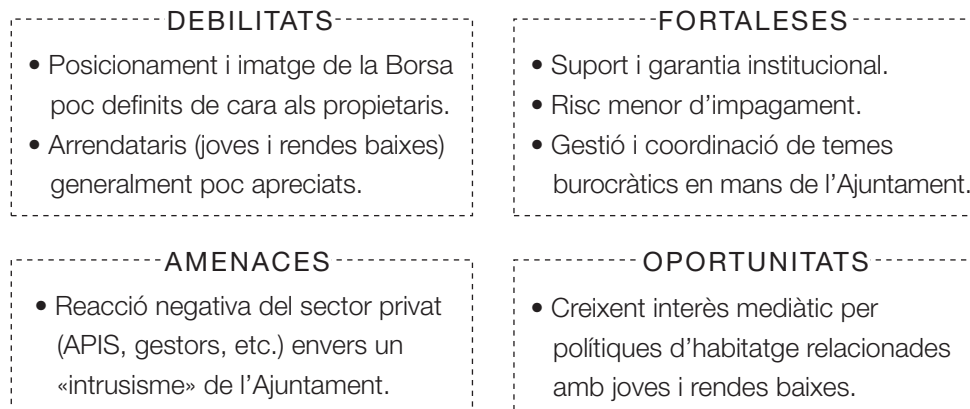 DEBILITATS
• Posicionament i imatge de la Borsa
poc definits de cara als propietaris.
• Arrendataris (joves i rendes baixes)
generalment poc apreciats.
FORTALESES
• Suport i garantia institucional.
• Risc menor d’impagament.
• Gestió i coordinació de temes
burocràtics en mans de l’Ajuntament.
AMENACES
• Reacció negativa del sector privat
(APIS, gestors, etc.) envers un
«intrusisme» de l’Ajuntament.
OPORTUNITATS
• Creixent interès mediàtic per
polítiques d’habitatge relacionades
amb joves i rendes baixes.